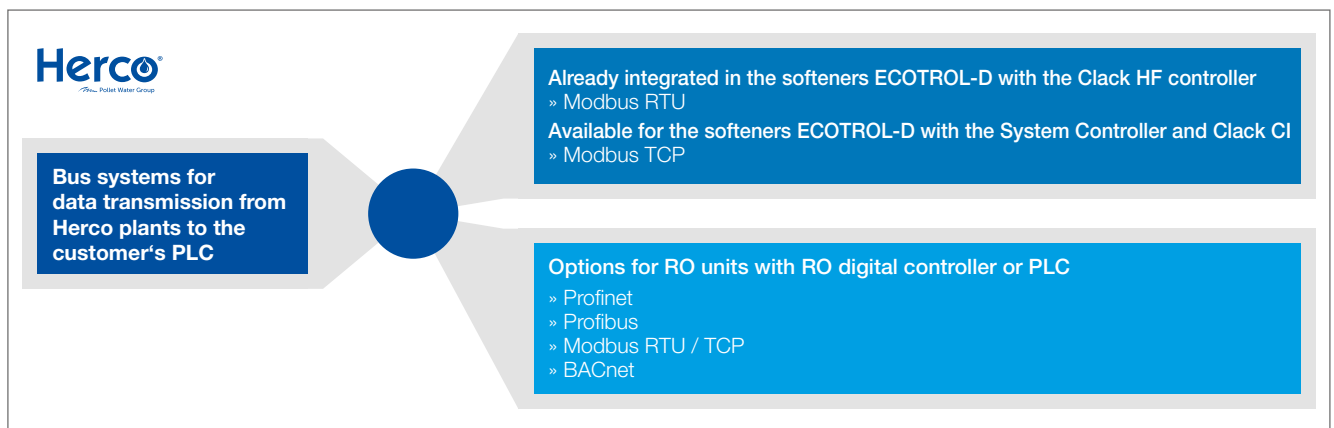 Herco®
Pollet Water Group
Bus systems for
data transmission from
Herco plants to the
customer‘s PLC
Already integrated in the softeners ECOTROL-D with the Clack HF controller
» Modbus RTU
Available for the softeners ECOTROL-D with the System Controller and Clack CI
» Modbus TCP
Options for RO units with RO digital controller or PLC
» Profinet
» Profibus
» Modbus RTU / TCP
» BACnet